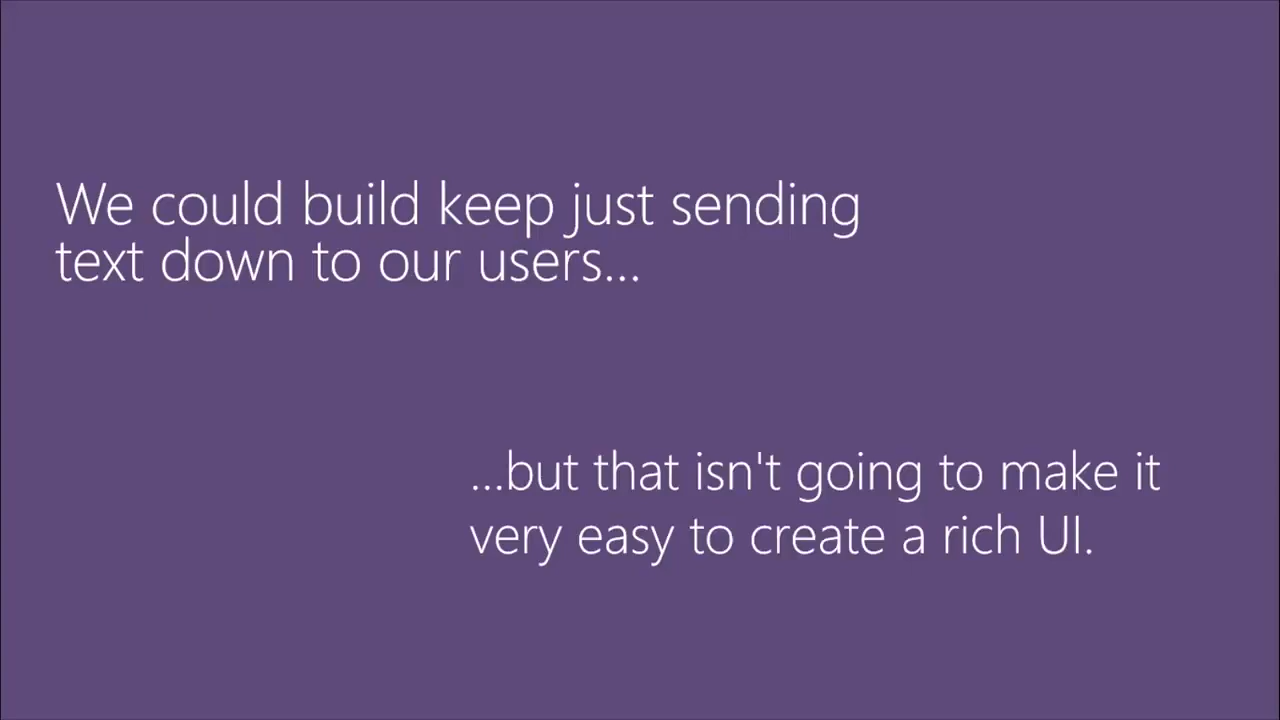 We could build keep just sending
text down to our users...
...but that isn't going to make it
very easy to create a rich UI.